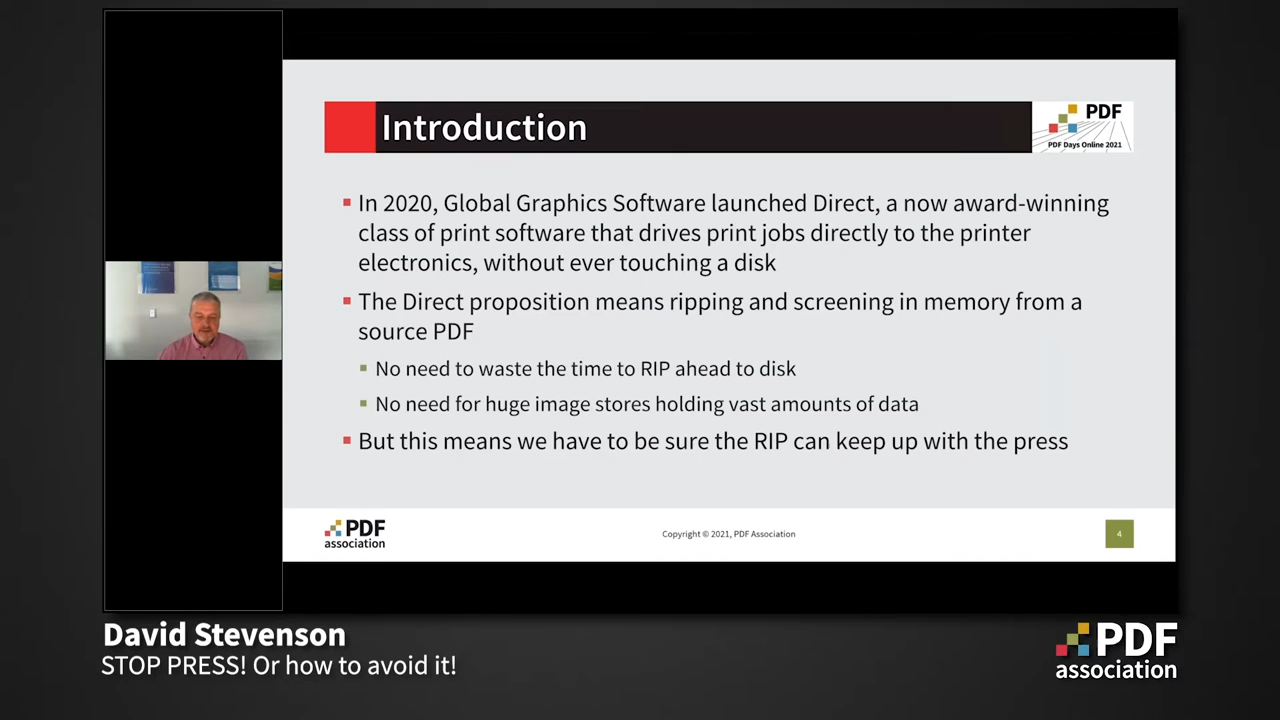 Introduction
PDF
PDF Days Online 2021
In 2020, Global Graphics Software launched Direct, a now award-winning
class of print software that drives print jobs directly to the printer
electronics, without ever touching a disk
The Direct proposition means ripping and screening in memory from a
source PDF
No need to waste the time to RIP ahead to disk
No need for huge image stores holding vast amounts of data
But this means we have to be sure the RIP can keep up with the press
PDF
association
Copyright © 2021, PDF Association
4
David Stevenson
STOP PRESS! Or how to avoid it!
PDF
association